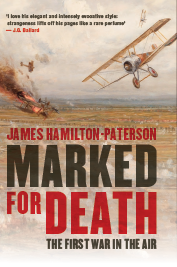 'I love his elegant and intensely evocative style:
strangeness lifts off his pages like a rare perfume'
— J.G. Ballard
JAMES HAMILTON-PATERSON
MARKED
FOR DEATH
THE FIRST WAR IN THE AIR